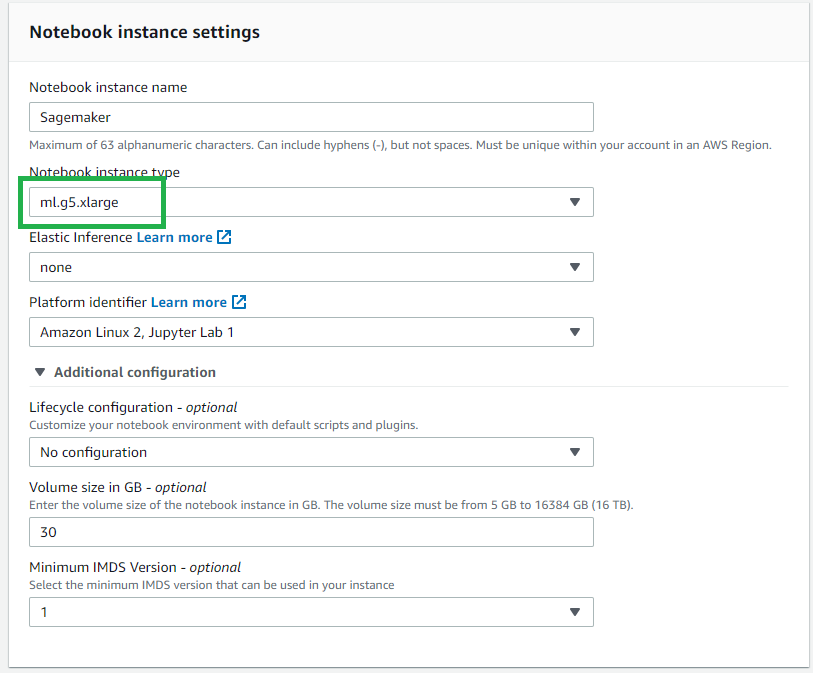 Notebook instance settings
Notebook instance name
Sagemaker
Maximum of 63 alphanumeric characters. Can include hyphens (-), but not spaces. Must be unique within your account in an AWS Region.
Notebook instance type
ml.g5.xlarge
Elastic Inference Learn more
none
Platform identifier Learn more
Amazon Linux 2, Jupyter Lab 1
Additional configuration
Lifecycle configuration - optional
Customize your notebook environment with default scripts and plugins.
No configuration
Volume size in GB - optional
Enter the volume size of the notebook instance in GB. The volume size must be from 5 GB to 16384 GB (16 TB).
30
Minimum IMDS Version - optional
Select the minimum IMDS version that can be used in your instance
1